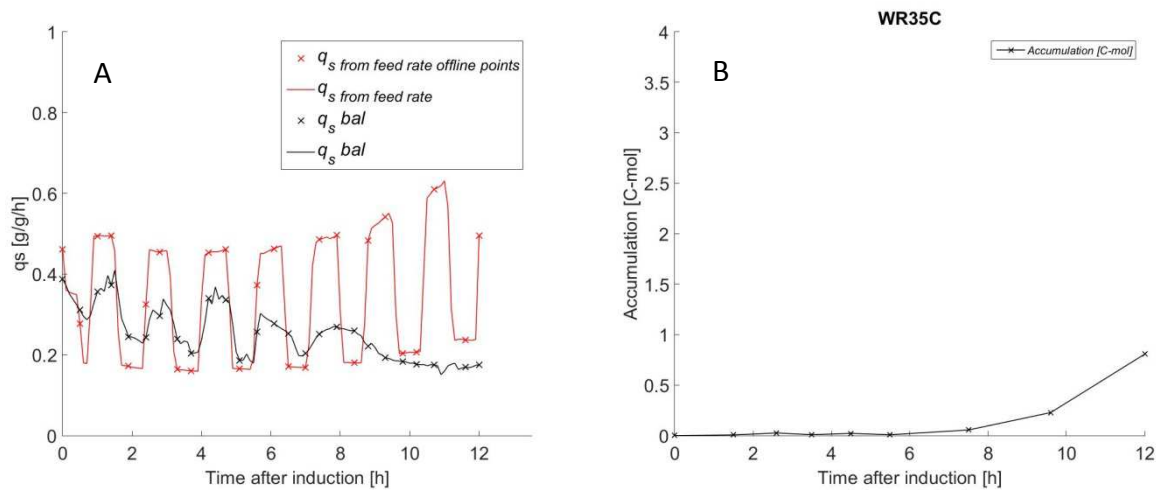 A
q_s from feed rate offline points
q_s from feed rate
q_s bal
q_s bal
1
0.8
0.6
0.4
0.2
0
qs [g/g/h]
0 2 4 6 8 10 12
Time after induction [h]
WR35C
B
Accumulation [C-mol]
4
3.5
3
2.5
2
1.5
1
0.5
0
Accumulation [C-mol]
0 2 4 6 8 10 12
Time after induction [h]